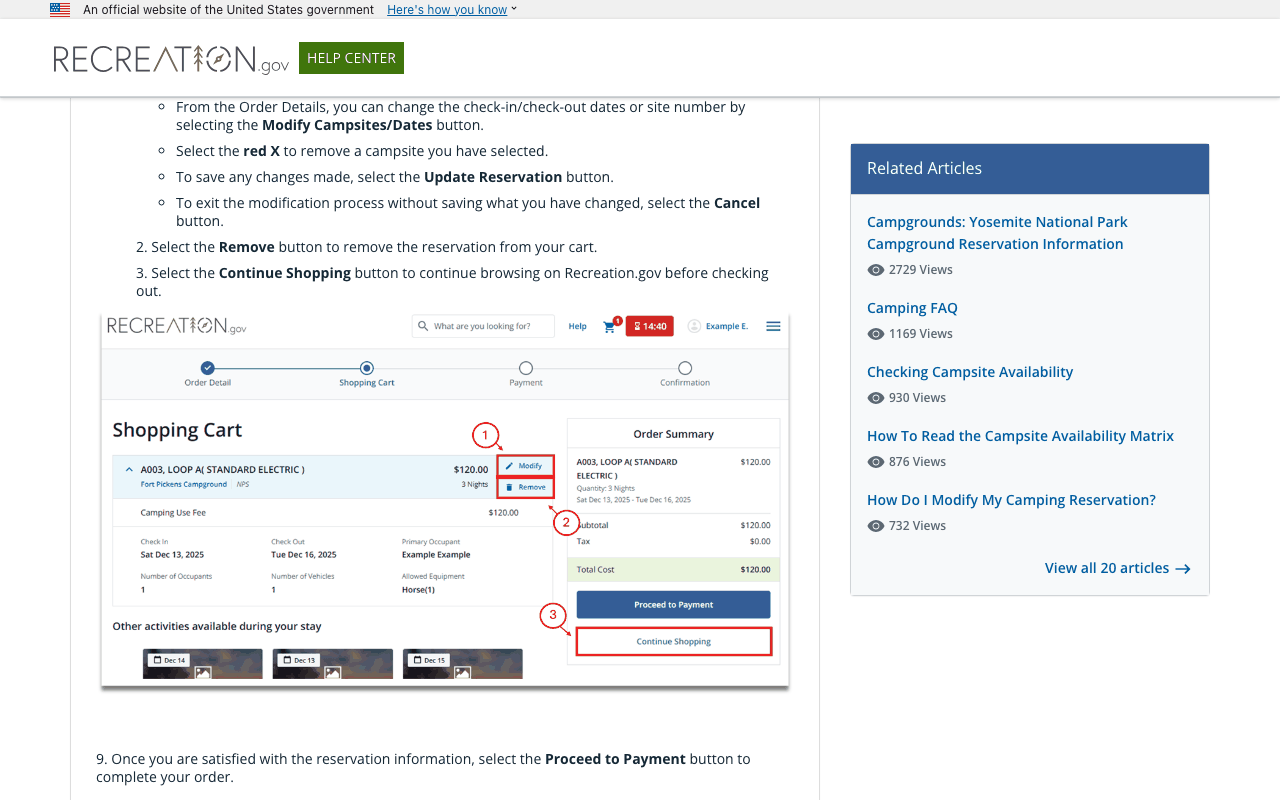 An official website of the United States government Here's how you know
RECREATION.gov HELP CENTER
From the Order Details, you can change the check-in/check-out dates or site number by
selecting the Modify Campsites/Dates button.
Select the red X to remove a campsite you have selected.
To save any changes made, select the Update Reservation button.
To exit the modification process without saving what you have changed, select the Cancel
button.
2. Select the Remove button to remove the reservation from your cart.
3. Select the Continue Shopping button to continue browsing on Recreation.gov before checking
out.
RECREATION.gov What are you looking for? Help 1 14:40 Example E.
Order Detail Shopping Cart Payment Confirmation
Shopping Cart
1
A003, LOOP A( STANDARD ELECTRIC ) $120.00 Modify
Fort Pickens Campground NPS 3 Nights Remove
Camping Use Fee $120.00
2
Check In Check Out Primary Occupant
Sat Dec 13, 2025 Tue Dec 16, 2025 Example Example
Number of Occupants Number of Vehicles Allowed Equipment
1 1 Horse(1)
Other activities available during your stay
Dec 14 Dec 13 Dec 15
Order Summary
A003, LOOP A( STANDARD $120.00
ELECTRIC )
Quantity: 3 Nights
Sat Dec 13, 2025 - Tue Dec 16, 2025
ubtotal $120.00
Tax $0.00
Total Cost $120.00
Proceed to Payment
3
Continue Shopping
9. Once you are satisfied with the reservation information, select the Proceed to Payment button to
complete your order.
Related Articles
Campgrounds: Yosemite National Park
Campground Reservation Information
2729 Views
Camping FAQ
1169 Views
Checking Campsite Availability
930 Views
How To Read the Campsite Availability Matrix
876 Views
How Do I Modify My Camping Reservation?
732 Views
View all 20 articles